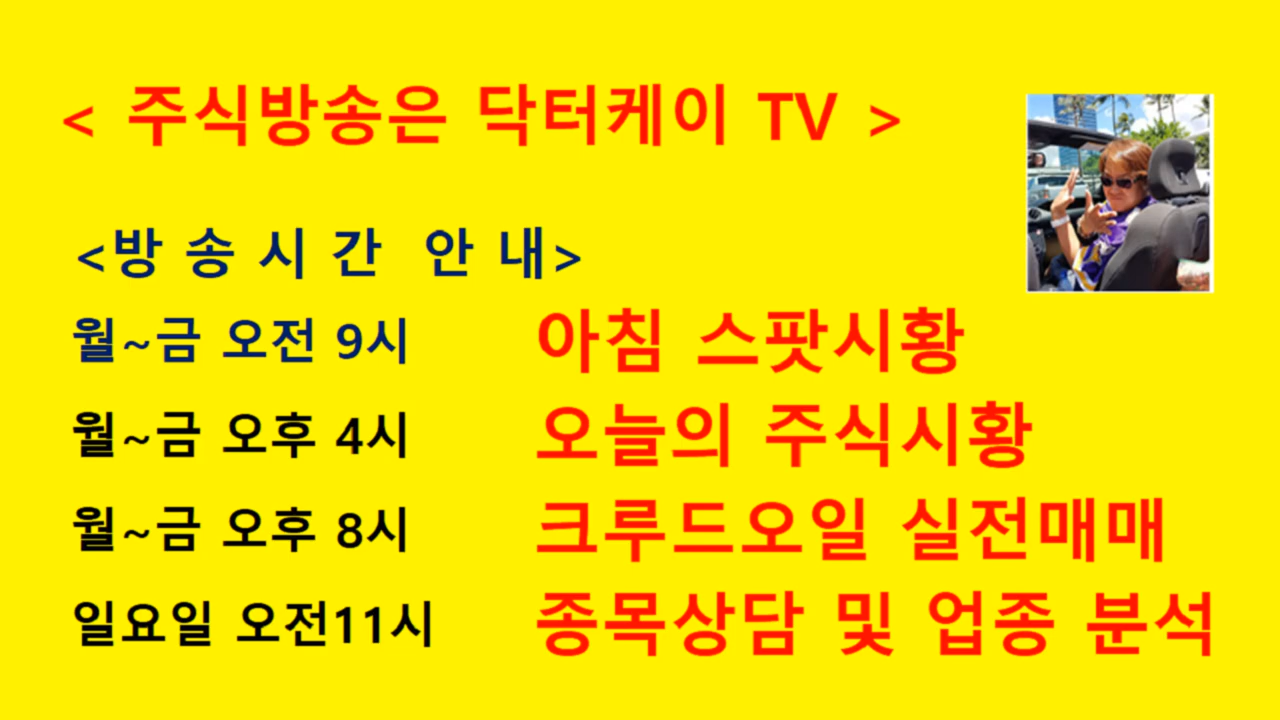 < 주식방송은 닥터케이 TV >
<방 송 시 간 안 내>
월~금 오전 9시 아침 스팟시황
월~금 오후 4시 오늘의 주식시황
월~금 오후 8시 크루드오일 실전매매
일요일 오전11시 종목상담 및 업종 분석